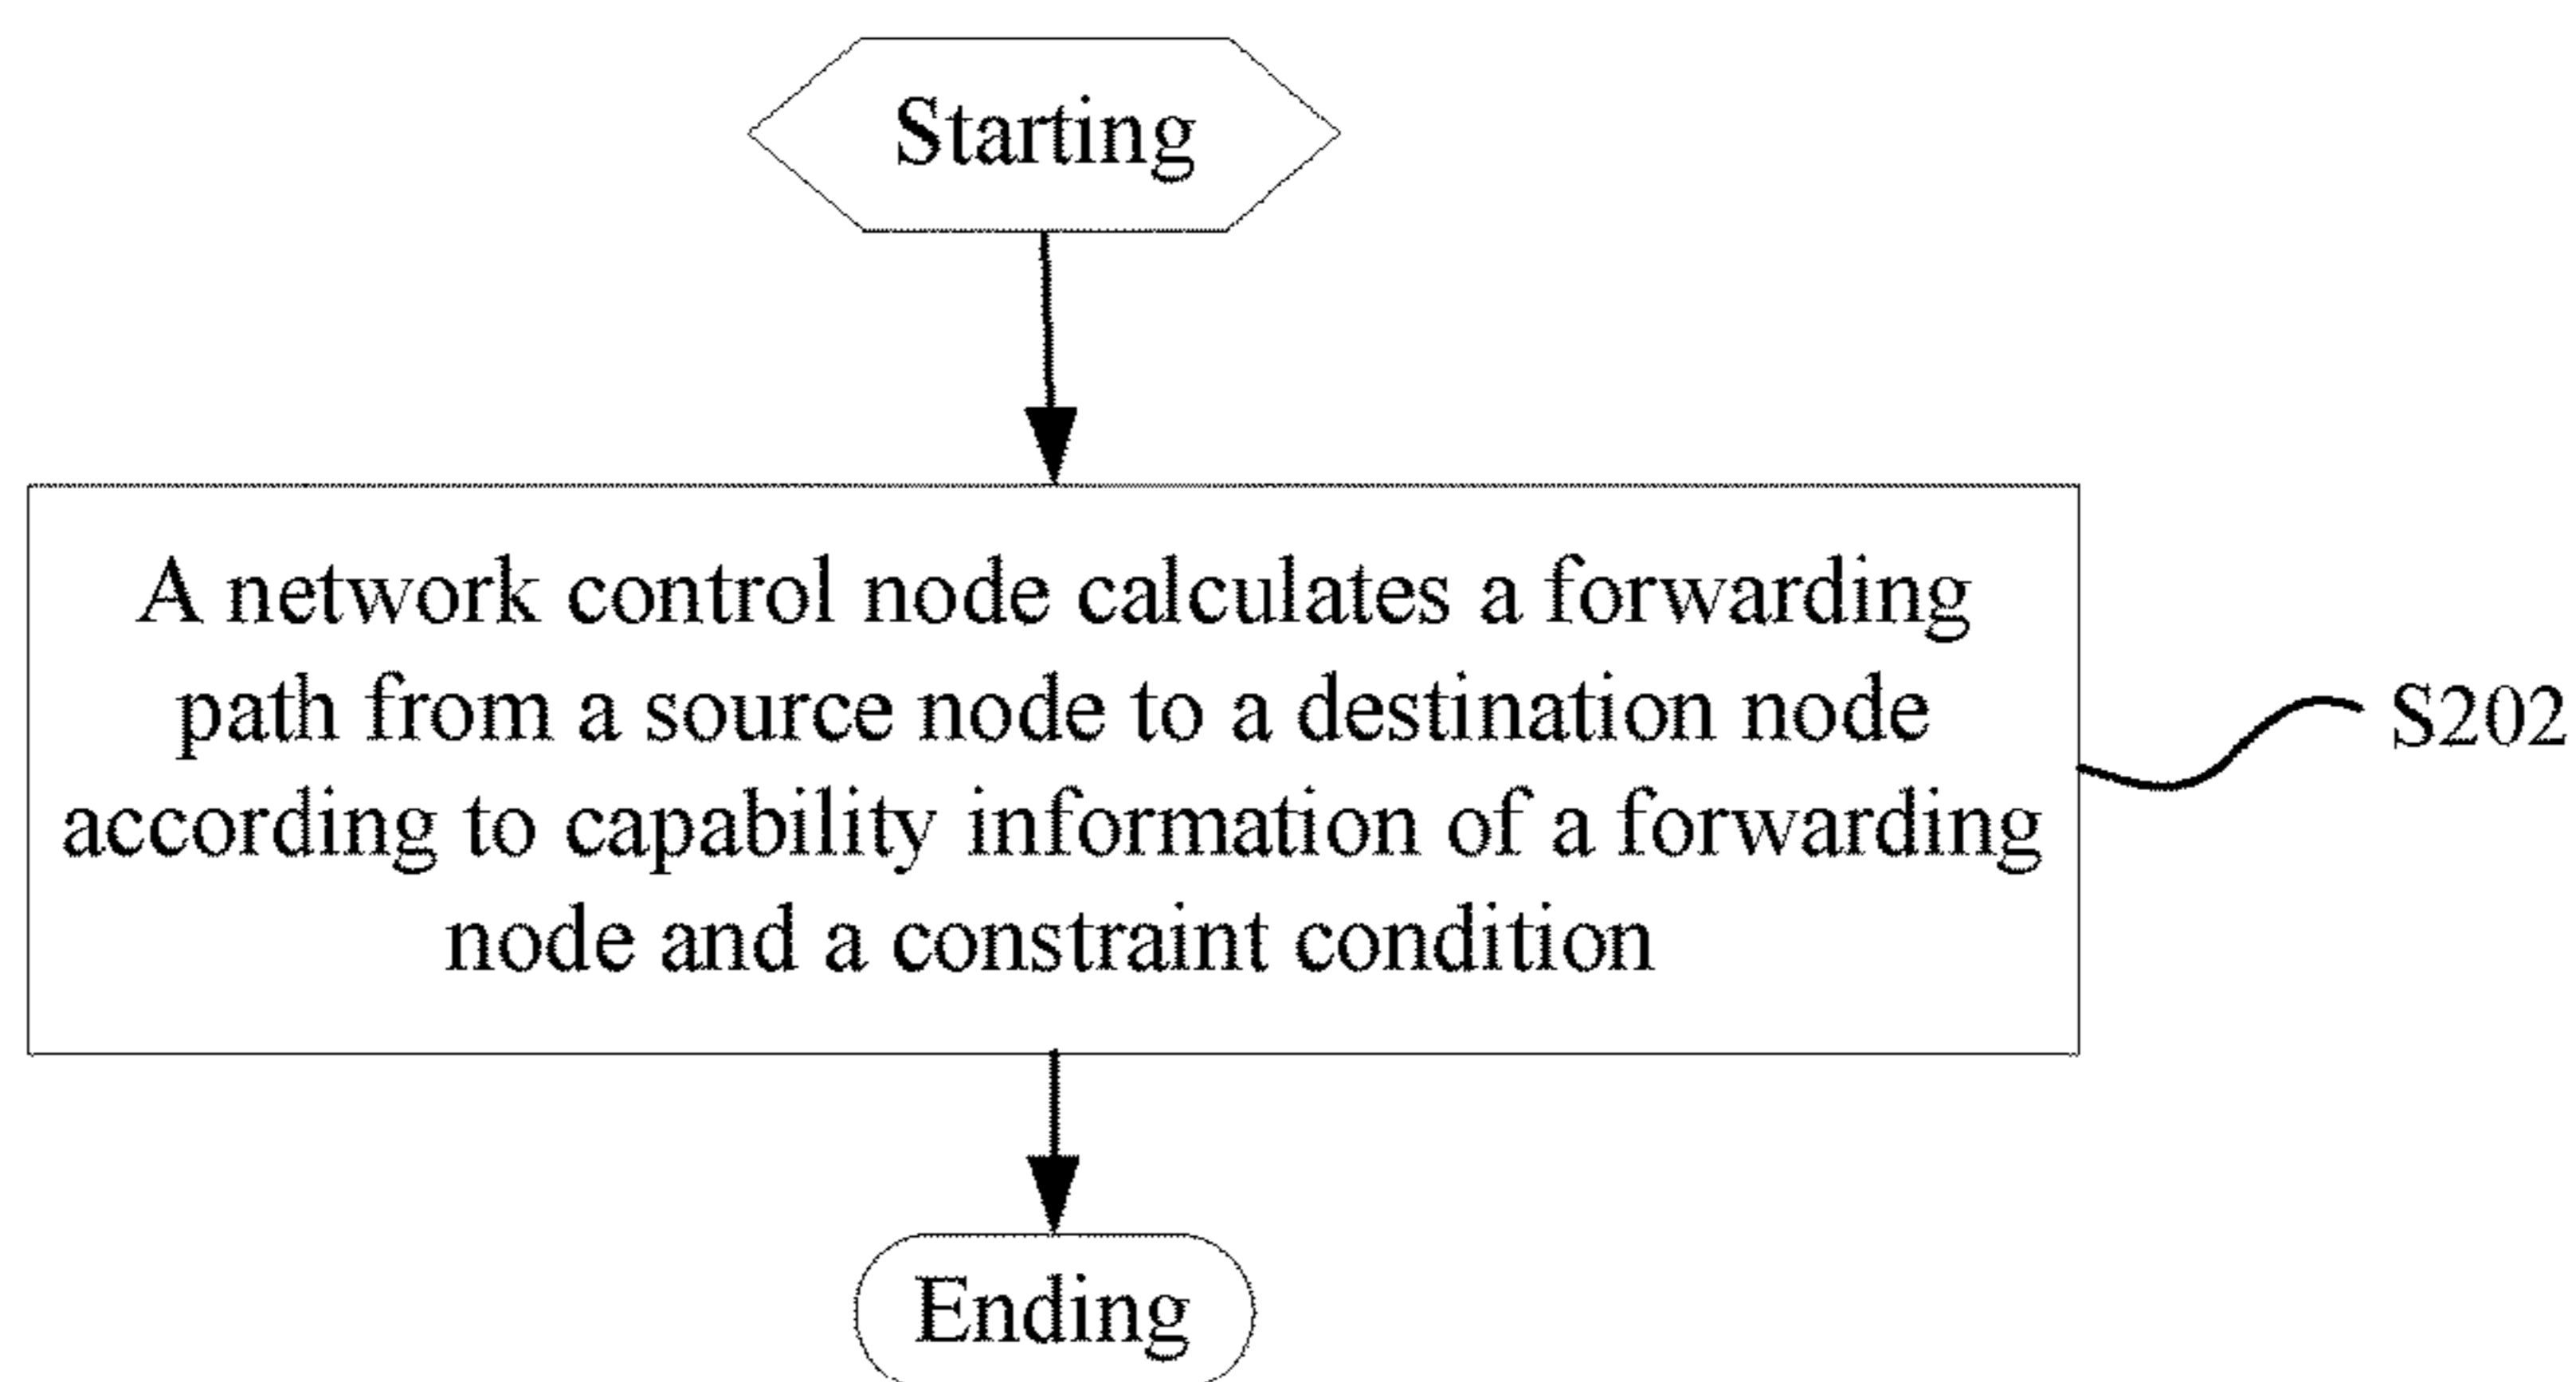 Starting
A network control node calculates a forwarding
path from a source node to a destination node
according to capability information of a forwarding
node and a constraint condition
S202
Ending